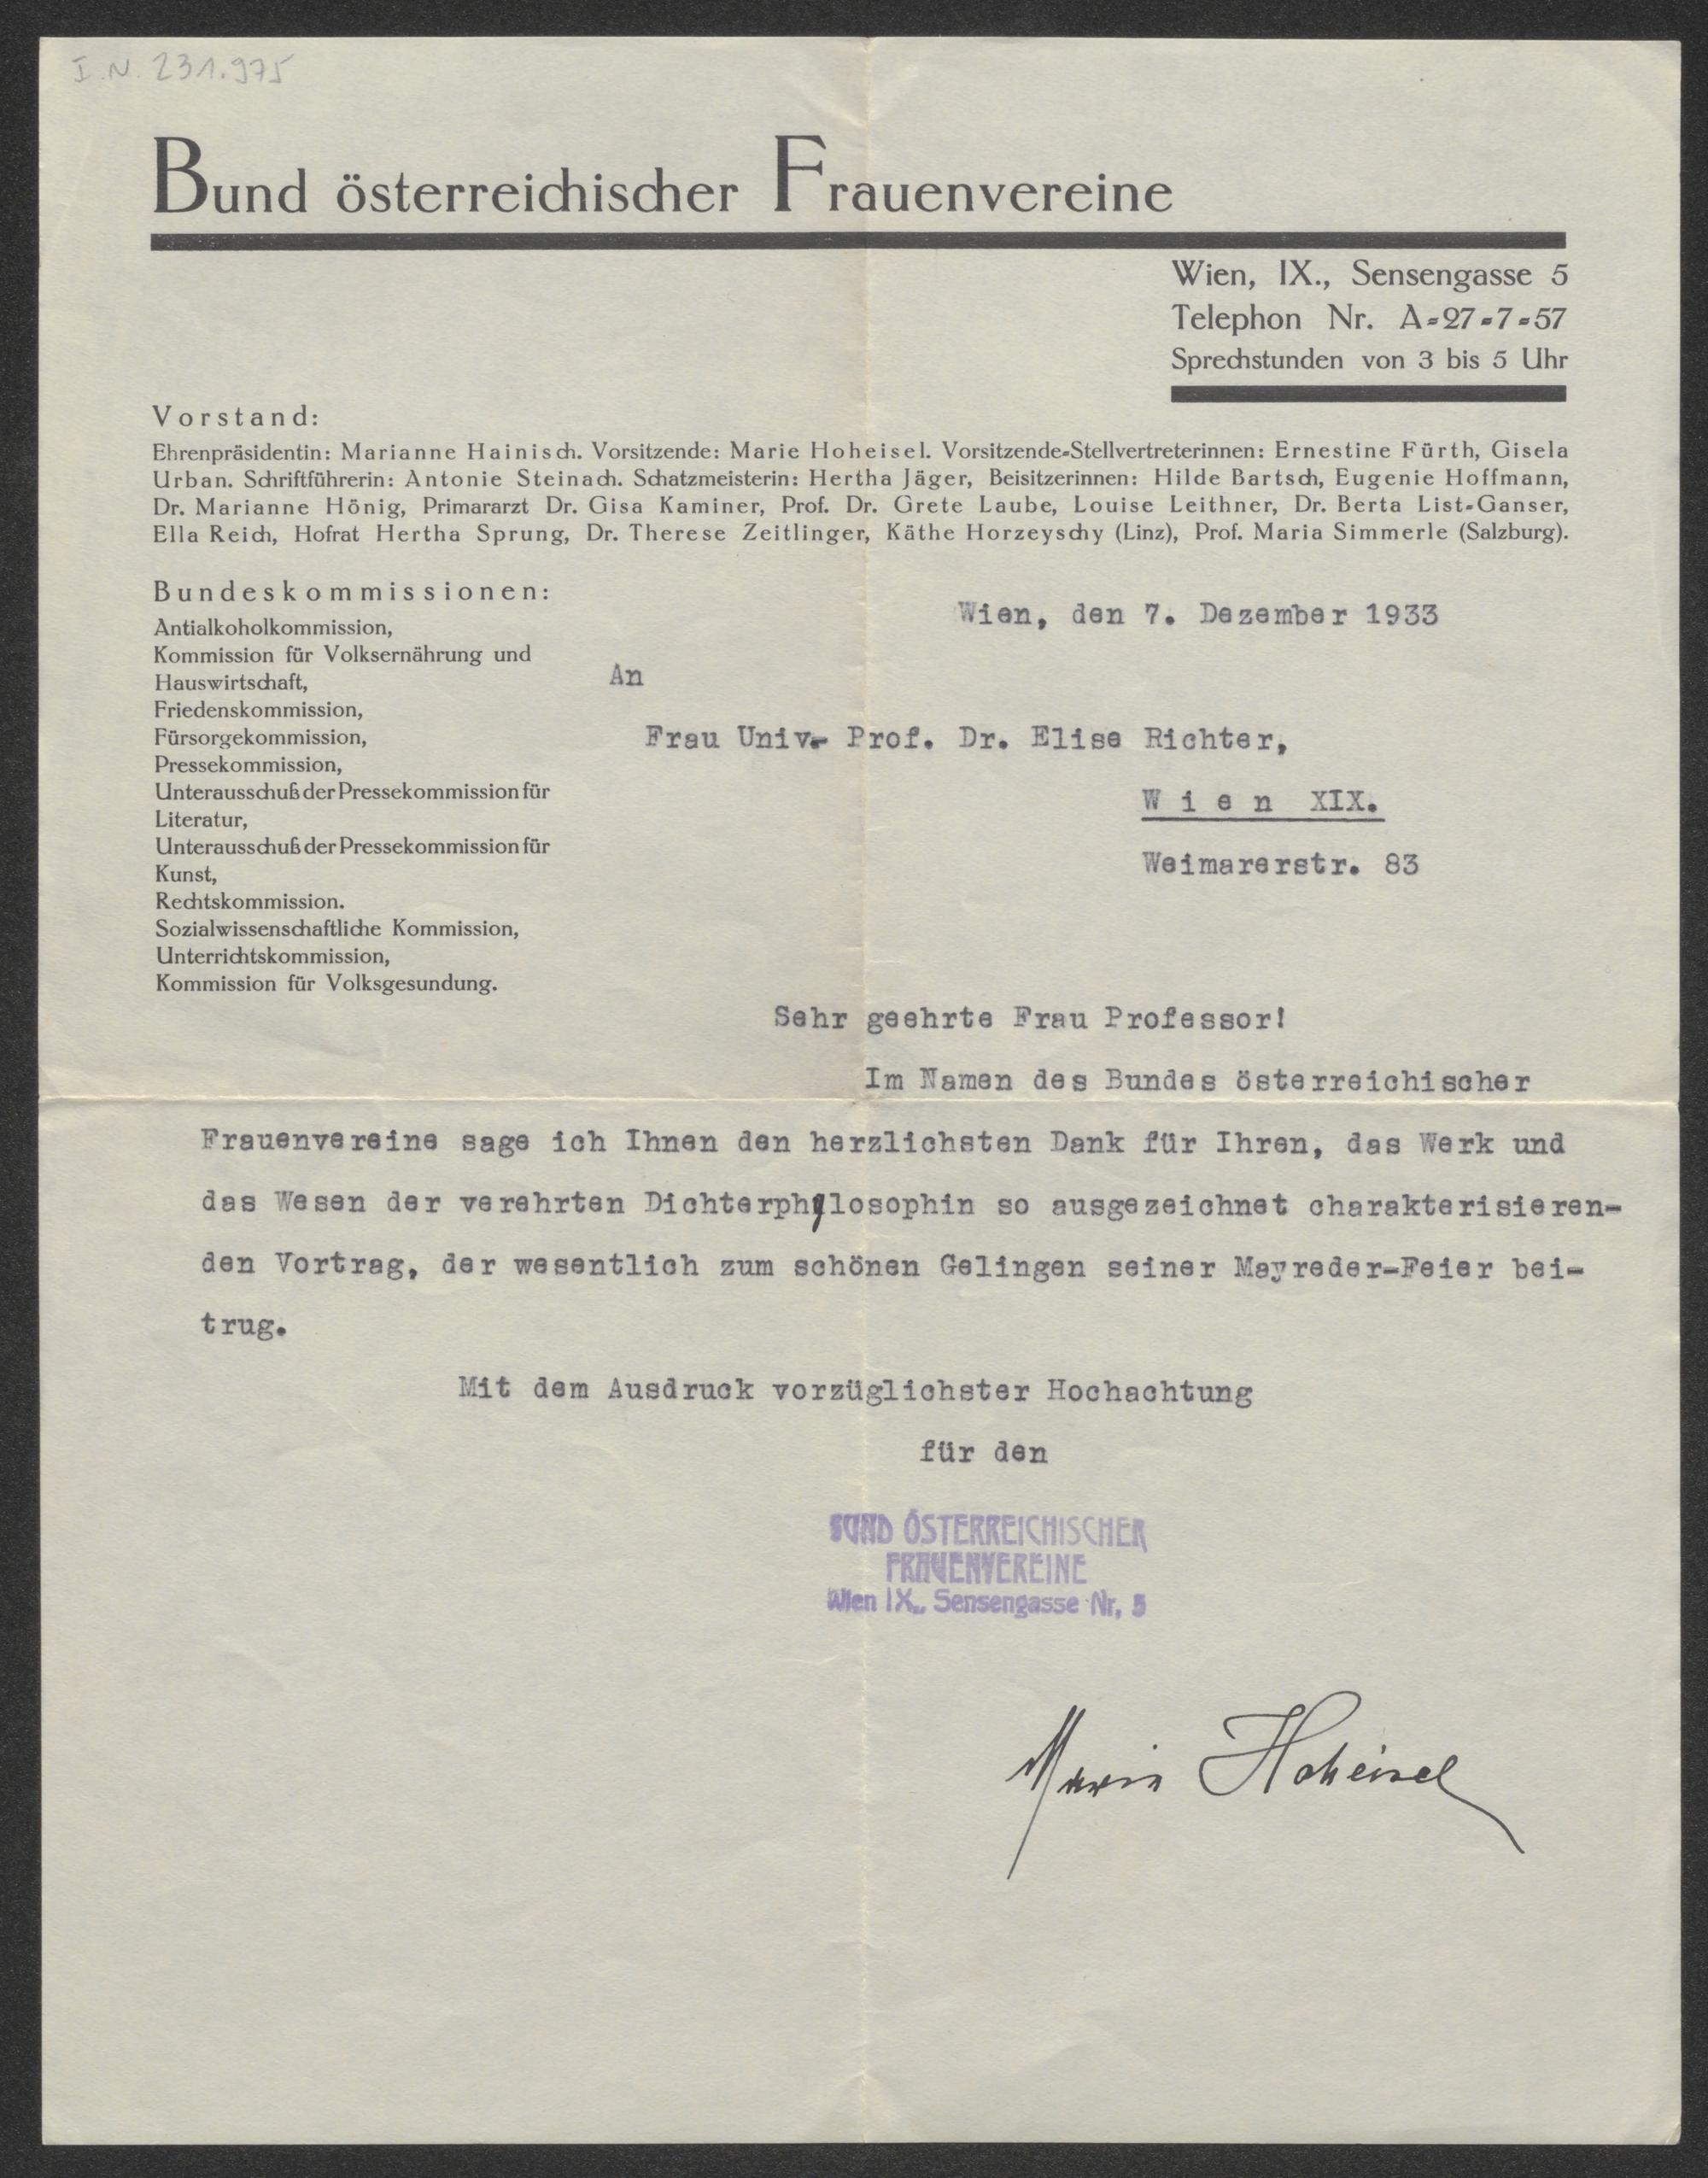 I.N. 231.975
Bund österreichischer Frauenvereine
Wien, IX., Sensengasse 5
Telephon Nr. A-27-7-57
Sprechstunden von 3 bis 5 Uhr
Vorstand:
Ehrenpräsidentin: Marianne Hainisch. Vorsitzende: Marie Hoheisel. Vorsitzende-Stellvertreterinnen: Ernestine Fürth, Gisela
Urban. Schriftführerin: Antonie Steinach. Schatzmeisterin: Hertha Jäger, Beisitzerinnen: Hilde Bartsch, Eugenie Hoffmann,
Dr. Marianne Hönig, Primararzt Dr. Gisa Kaminer, Prof. Dr. Grete Laube, Louise Leithner, Dr. Berta List-Ganser,
Ella Reich, Hofrat Hertha Sprung, Dr. Therese Zeitlinger, Käthe Horzeyschy (Linz), Prof. Maria Simmerle (Salzburg).
Bundeskommissionen:
Antialkoholkommission,
Kommission für Volksernährung und
Hauswirtschaft,
Friedenskommission,
Fürsorgekommission,
Pressekommission,
Unterausschuß der Pressekommission für
Literatur,
Unterausschuß der Pressekommission für
Kunst,
Rechtskommission.
Sozialwissenschaftliche Kommission,
Unterrichtskommission,
Kommission für Volksgesundung.
Wien, den 7. Dezember 1933
An
Frau Univ.- Prof. Dr. Elise Richter,
Wien XIX.
Weimarerstr. 83
Sehr geehrte Frau Professor!
Im Namen des Bundes österreichischer
Frauenvereine sage ich Ihnen den herzlichsten Dank für Ihren, das Werk und
das Wesen der verehrten Dichterphilosophin so ausgezeichnet charakterisieren-
den Vortrag, der wesentlich zum schönen Gelingen seiner Mayreder-Feier bei-
trug.
Mit dem Ausdruck vorzüglichster Hochachtung
für den
BUND ÖSTERREICHISCHER
FRAUENVEREINE
Wien IX., Sensengasse Nr. 5
Marie Hoheisel